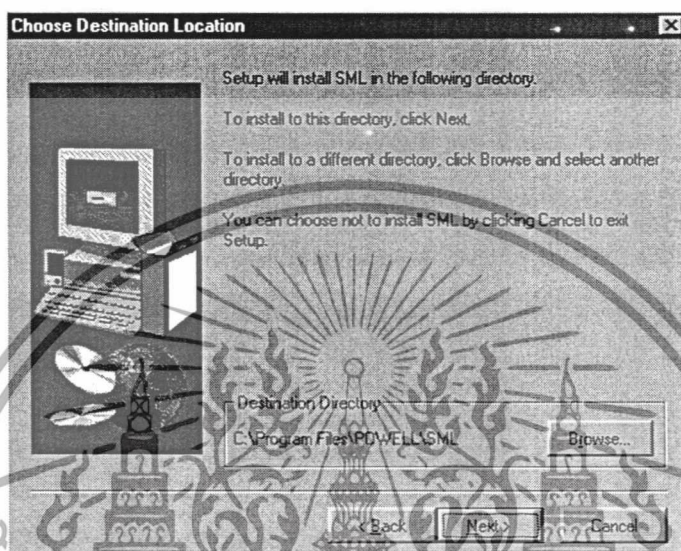 Choose Destination Location
Setup will install SML in the following directory.
To install to this directory, click Next.
To install to a different directory, click Browse and select another
directory.
You can choose not to install SML by clicking Cancel to exit
Setup.
Destination Directory
C:\Program Files\POWELL\SML
Browse...
< Back
Next >
Cancel